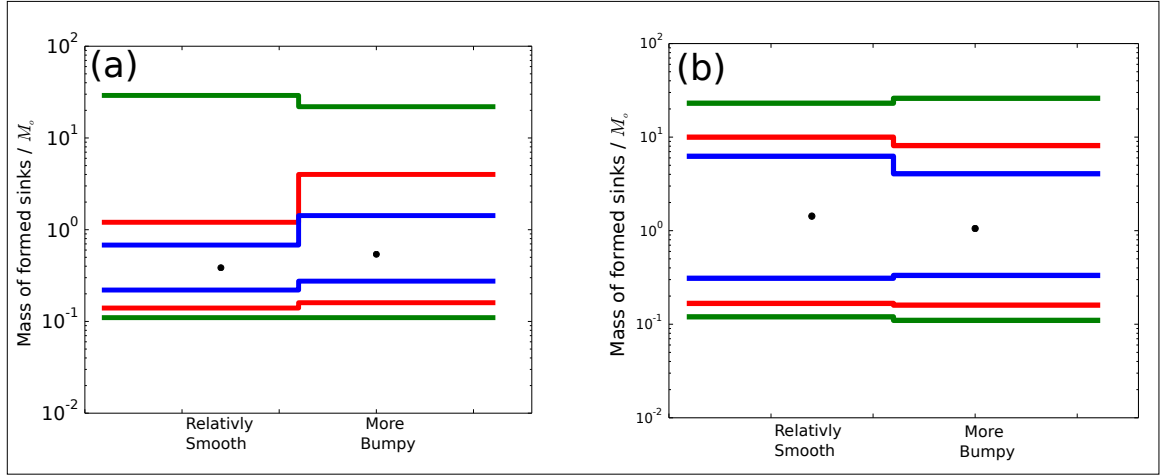 (a)
Mass of formed sinks / M_o
10^2
10^1
10^0
10^-1
10^-2
Relativly
Smooth
More
Bumpy
(b)
Mass of formed sinks / M_o
10^2
10^1
10^0
10^-1
10^-2
Relativly
Smooth
More
Bumpy